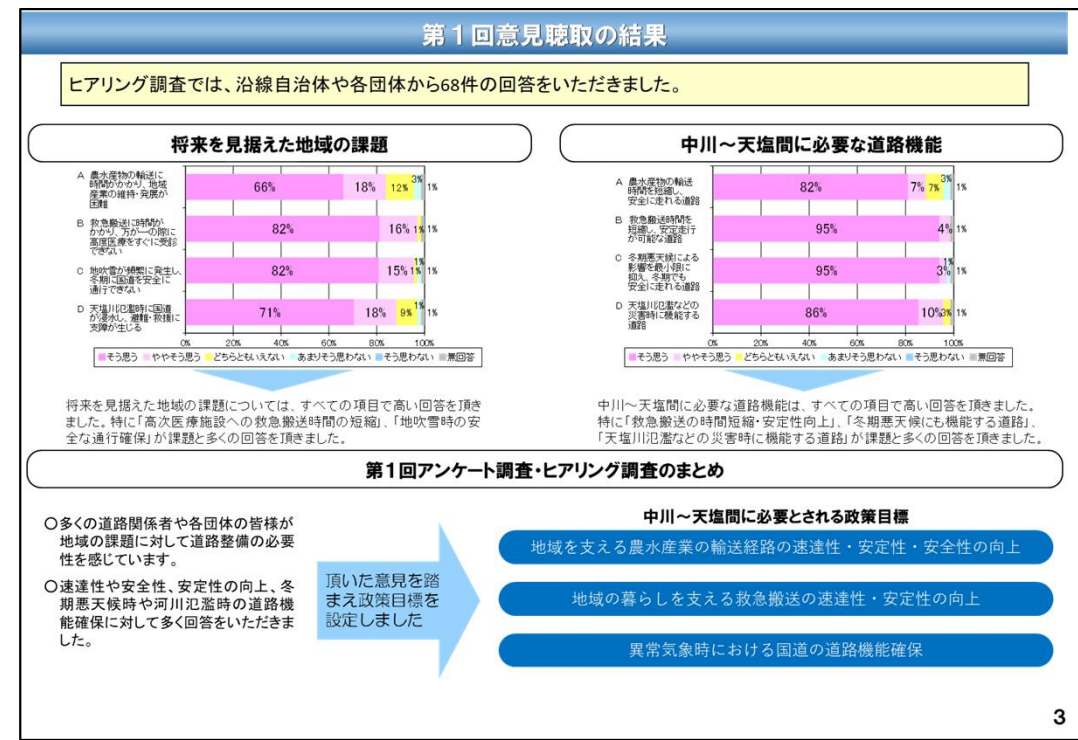 第1回意見聴取の結果
ヒアリング調査では、沿線自治体や各団体から68件の回答をいただきました。
将来を見据えた地域の課題
A 農水産物の輸送に
時間がかかり、地域
産業の維持・発展が
困難
66% 18% 12% 3% 1%
B 救急搬送に時間が
かかり、万が一の際に
高度医療をすぐに受診
できない
82% 16% 1% 1%
C 地吹雪が頻繁に発生し、
冬期に国道を安全に
通行できない
82% 15% 1% 1% 1%
D 天塩川氾濫時に国道
が浸水し、避難・救援に
支障が生じる
71% 18% 9% 1% 1%
0% 20% 40% 60% 80% 100%
そう思う ややそう思う どちらともいえない あまりそう思わない そう思わない 無回答
将来を見据えた地域の課題については、すべての項目で高い回答を頂き
ました。特に「高次医療施設への救急搬送時間の短縮」、「地吹雪時の安
全な通行確保」が課題と多くの回答を頂きました。
中川～天塩間に必要な道路機能
A 農水産物の輸送
時間を短縮し、
安全に走れる道路
82% 7% 7% 3% 1%
B 救急搬送時間を
短縮し、安定走行
が可能な道路
95% 4% 1%
C 冬期悪天候による
影響を最小限に
抑え、冬期でも
安全に走れる道路
95% 3% 1% 1%
D 天塩川氾濫などの
災害時に機能する
道路
86% 10% 3% 1%
0% 20% 40% 60% 80% 100%
そう思う ややそう思う どちらともいえない あまりそう思わない そう思わない 無回答
中川～天塩間に必要な道路機能は、すべての項目で高い回答を頂きました。
特に「救急搬送の時間短縮・安定性向上」、「冬期悪天候にも機能する道路」、
「天塩川氾濫などの災害時に機能する道路」が課題と多くの回答を頂きました。
第1回アンケート調査・ヒアリング調査のまとめ
〇多くの道路関係者や各団体の皆様が
地域の課題に対して道路整備の必要
性を感じています。
〇速達性や安全性、安定性の向上、冬
期悪天候時や河川氾濫時の道路機
能確保に対して多く回答をいただきま
した。
頂いた意見を踏
まえ政策目標を
設定しました
中川～天塩間に必要とされる政策目標
地域を支える農水産業の輸送経路の速達性・安定性・安全性の向上
地域の暮らしを支える救急搬送の速達性・安定性の向上
異常気象時における国道の道路機能確保
3